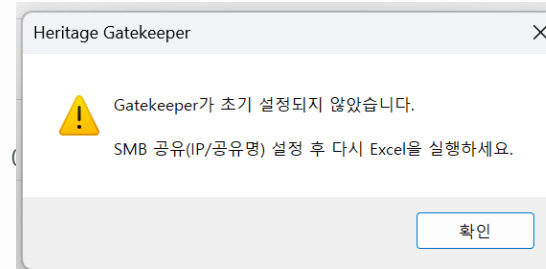 Heritage Gatekeeper
Gatekeeper가 초기 설정되지 않았습니다.
SMB 공유(IP/공유명) 설정 후 다시 Excel을 실행하세요.
확인